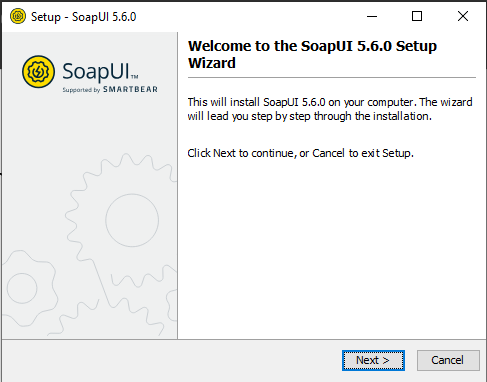 Setup - SoapUI 5.6.0
SoapUI™
Supported by SMARTBEAR
Welcome to the SoapUI 5.6.0 Setup
Wizard
This will install SoapUI 5.6.0 on your computer. The wizard
will lead you step by step through the installation.
Click Next to continue, or Cancel to exit Setup.
Next >
Cancel